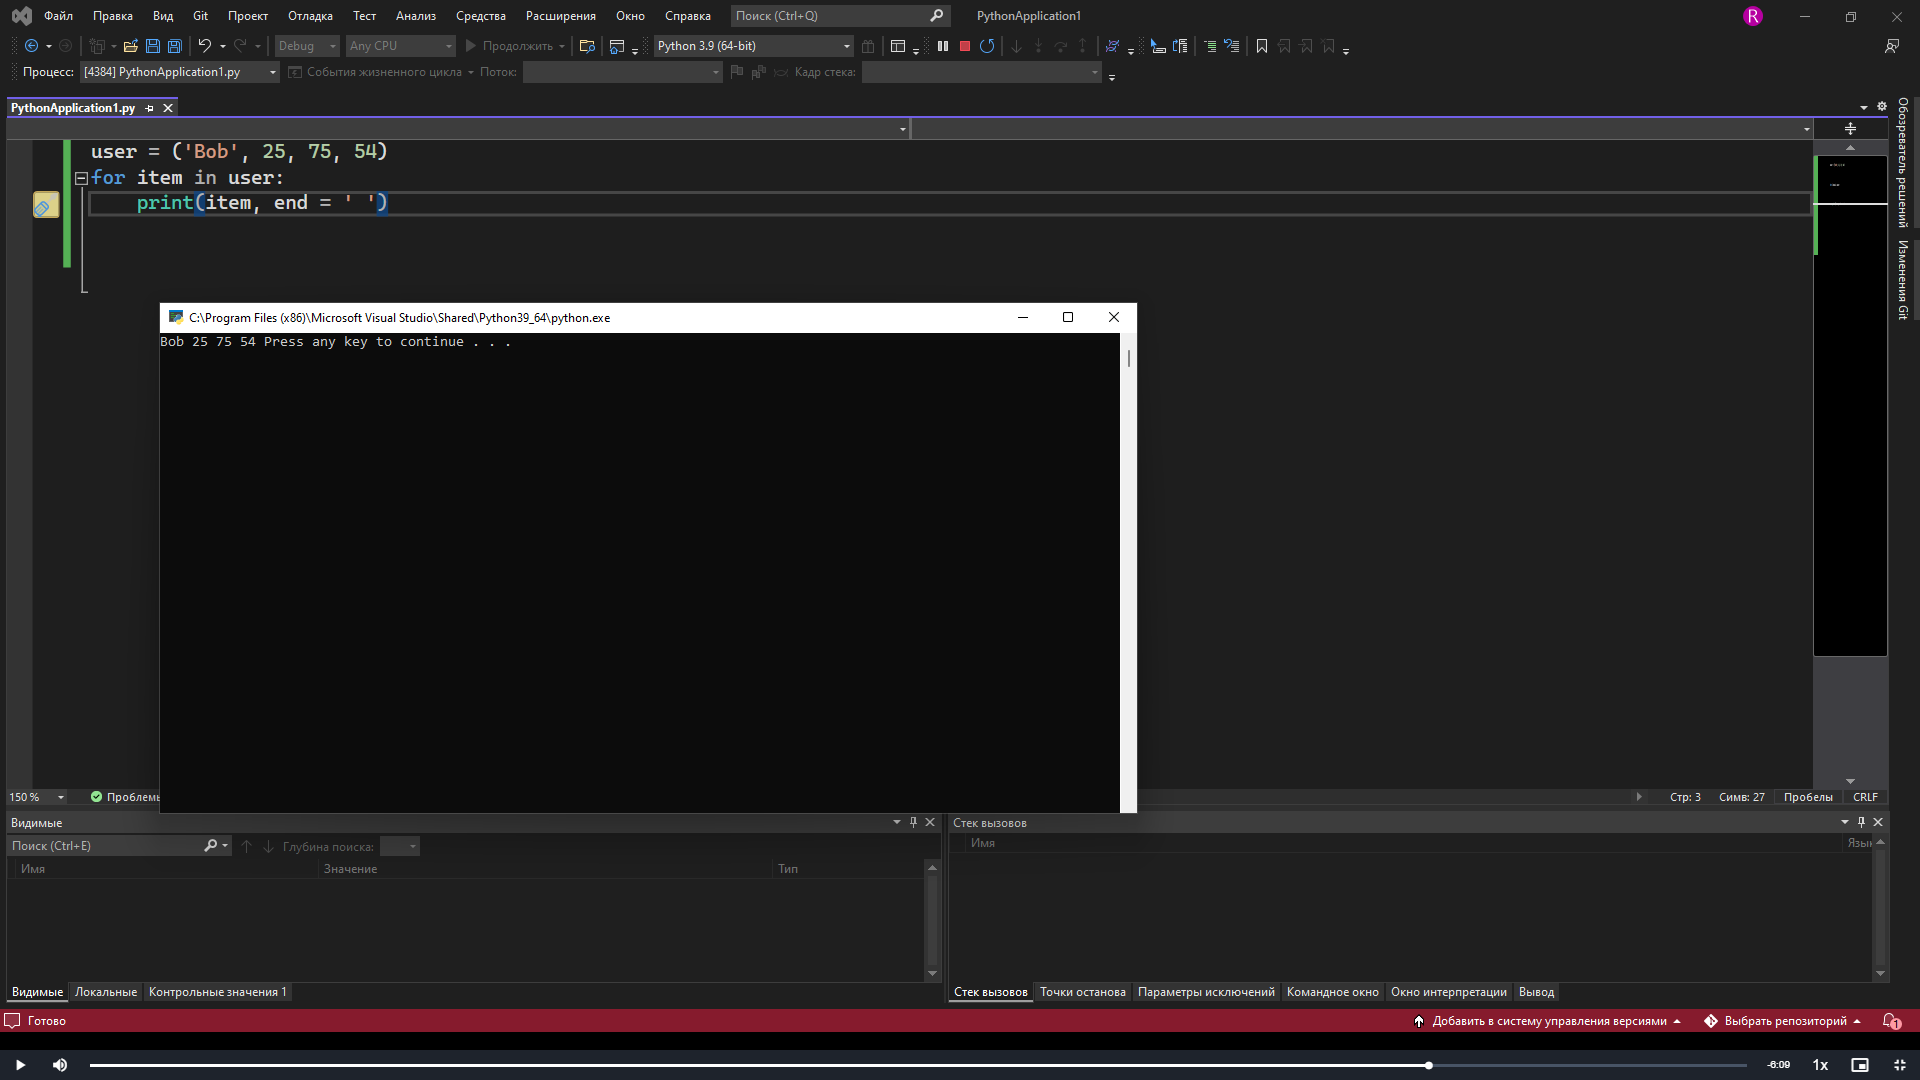 Файл Правка Вид Git Проект Отладка Тест Анализ Средства Расширения Окно Справка Поиск (Ctrl+Q) PythonApplication1 R
Debug Any CPU Продолжить Python 3.9 (64-bit)
Процесс: [4384] PythonApplication1.py События жизненного цикла Поток: Кадр стека:
PythonApplication1.py
user = ('Bob', 25, 75, 54)
for item in user:
print(item, end = ' ')
Обозреватель решений
Изменения Git
C:\Program Files (x86)\Microsoft Visual Studio\Shared\Python39_64\python.exe
Bob 25 75 54 Press any key to continue . . .
150 % Проблемы Стр: 3 Симв: 27 Пробелы CRLF
Видимые
Поиск (Ctrl+E) Глубина поиска:
Имя Значение Тип
Видимые Локальные Контрольные значения 1
Стек вызовов
Имя Язык
Стек вызовов Точки останова Параметры исключений Командное окно Окно интерпретации Вывод
Готово Добавить в систему управления версиями Выбрать репозиторий 1
-6:09 1x